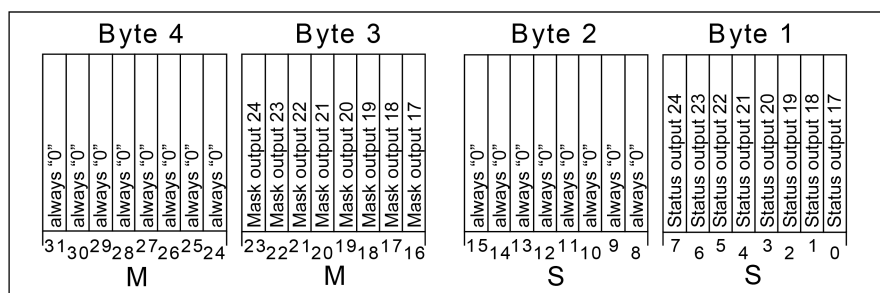 Byte 4 Byte 3 Byte 2 Byte 1
always “0” always “0” always “0” always “0” always “0” always “0” always “0” always “0” Mask output 24 Mask output 23 Mask output 22 Mask output 21 Mask output 20 Mask output 19 Mask output 18 Mask output 17 always “0” always “0” always “0” always “0” always “0” always “0” always “0” always “0” Status output 24 Status output 23 Status output 22 Status output 21 Status output 20 Status output 19 Status output 18 Status output 17
31 30 29 28 27 26 25 24 23 22 21 20 19 18 17 16 15 14 13 12 11 10 9 8 7 6 5 4 3 2 1 0
M M S S